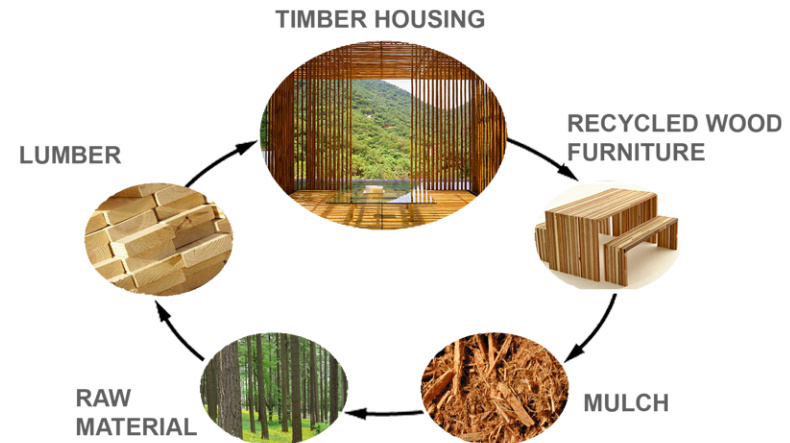 TIMBER HOUSING
RECYCLED WOOD
FURNITURE
LUMBER
MULCH
RAW
MATERIAL